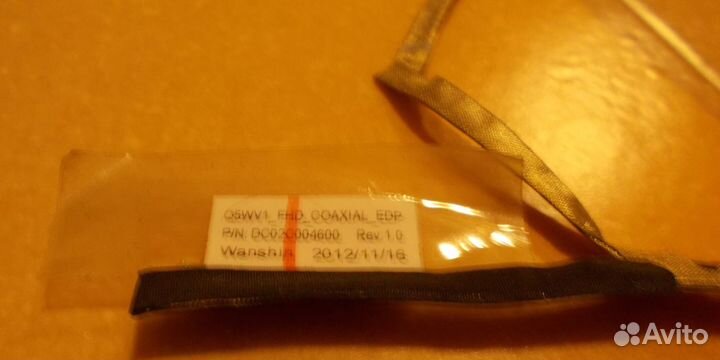 Q5WV1_FHD_COAXIAL_EDP
P/N: DC02C004600 Rev:1.0
Wanshin 2012/11/16
Avito